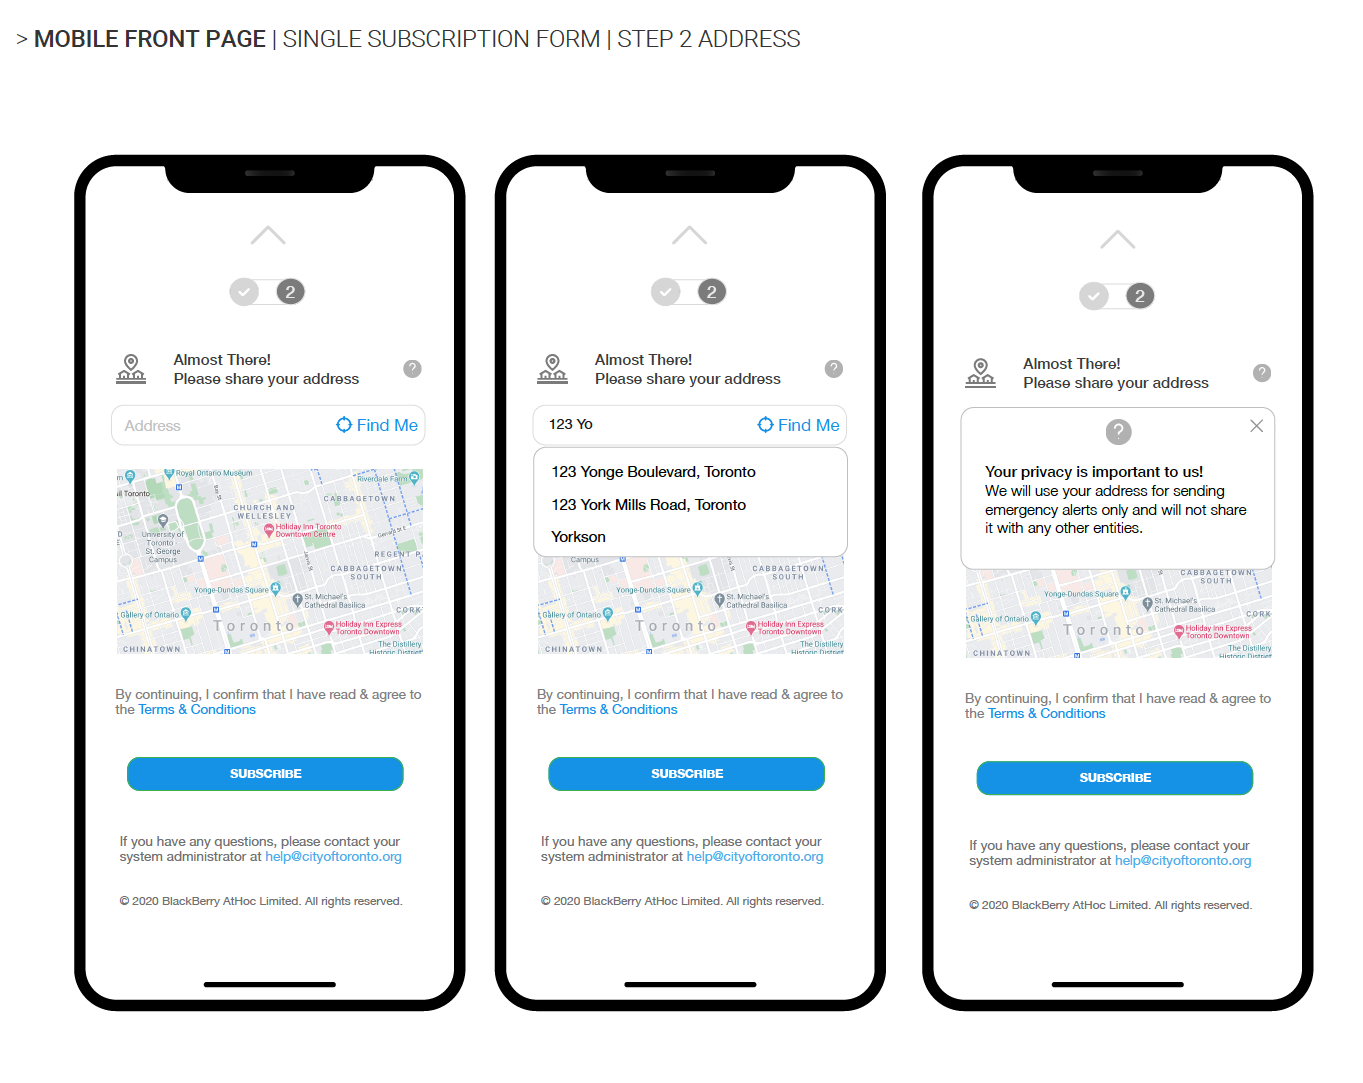 > MOBILE FRONT PAGE | SINGLE SUBSCRIPTION FORM | STEP 2 ADDRESS
2
Almost There!
Please share your address
?
Address
Find Me
Royal Ontario Museum
Riverdale Farm
Toronto
CABBAGETOWN
CHURCH AND
WELLESLEY
Holiday Inn Toronto
Downtown Centre
University of
Toronto
St. George
Campus
Bay St
Gerrard St E
Jarvis St
REGENT P
CABBAGETOWN
SOUTH
Yonge-Dundas Square
St. Michael's
Cathedral Basilica
Gallery of Ontario
CORK
Toronto
Holiday Inn Express
Toronto Downtown
The Distillery
Historic District
CHINATOWN
By continuing, I confirm that I have read & agree to
the Terms & Conditions
SUBSCRIBE
If you have any questions, please contact your
system administrator at help@cityoftoronto.org
© 2020 BlackBerry AtHoc Limited. All rights reserved.
2
Almost There!
Please share your address
?
123 Yo
Find Me
123 Yonge Boulevard, Toronto
123 York Mills Road, Toronto
Yorkson
Campus
CABBAGETOWN
SOUTH
Yonge-Dundas Square
St. Michael's
Cathedral Basilica
Gallery of Ontario
CORK
Toronto
Holiday Inn Express
Toronto Downtown
The Distillery
Historic District
CHINATOWN
By continuing, I confirm that I have read & agree to
the Terms & Conditions
SUBSCRIBE
If you have any questions, please contact your
system administrator at help@cityoftoronto.org
© 2020 BlackBerry AtHoc Limited. All rights reserved.
2
Almost There!
Please share your address
?
?
Your privacy is important to us!
We will use your address for sending
emergency alerts only and will not share
it with any other entities.
CABBAGETOWN
SOUTH
Yonge-Dundas Square
St. Michael's
Cathedral Basilica
Gallery of Ontario
CORK
Toronto
Holiday Inn Express
Toronto Downtown
The Distillery
Historic District
CHINATOWN
By continuing, I confirm that I have read & agree to
the Terms & Conditions
SUBSCRIBE
If you have any questions, please contact your
system administrator at help@cityoftoronto.org
© 2020 BlackBerry AtHoc Limited. All rights reserved.